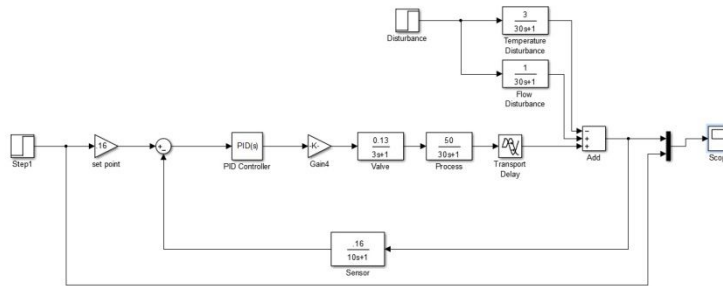 Disturbance
3
30s+1
Temperature
Disturbance
1
30s+1
Flow
Disturbance
Step1
16
set point
+
−
PID(s)
PID Controller
-K-
Gain4
0.13
3s+1
Valve
50
30s+1
Process
Transport
Delay
−
+
+
Add
Scop
.16
10s+1
Sensor